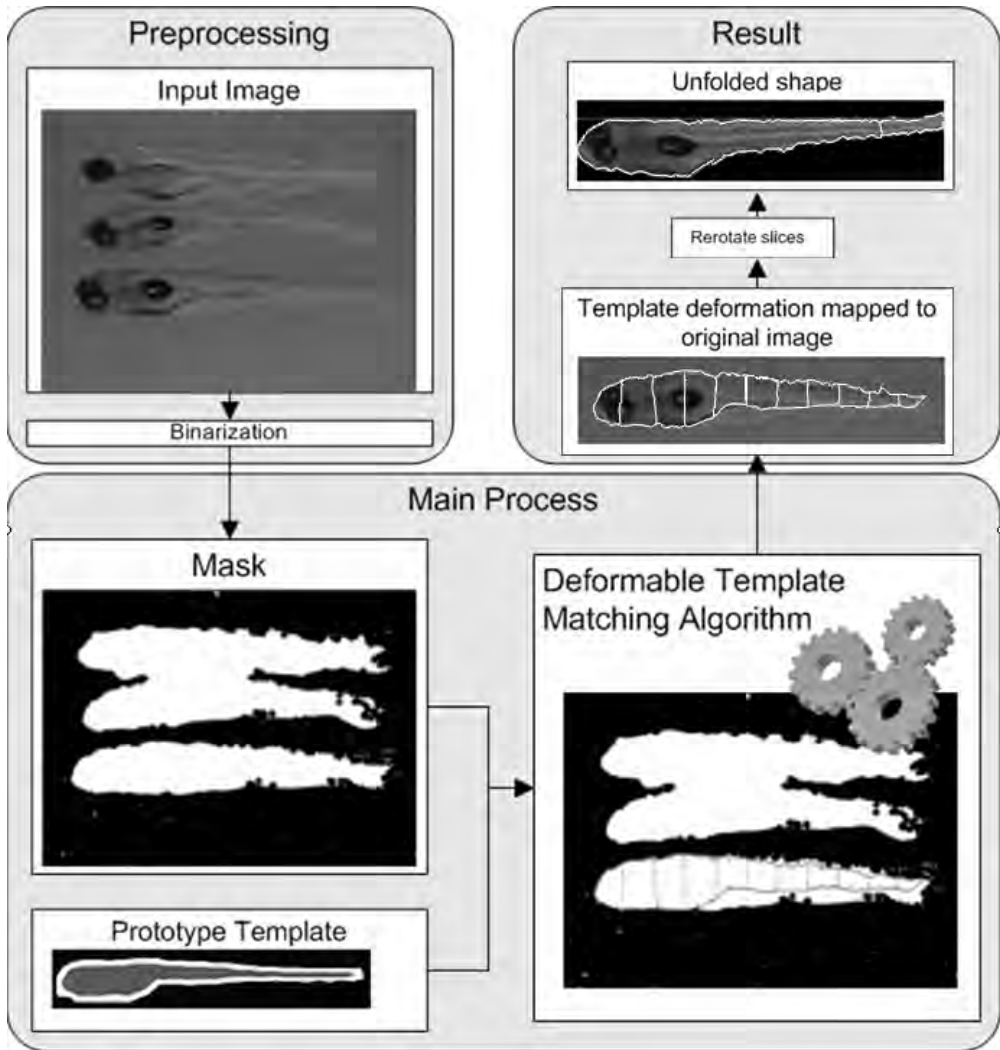 Preprocessing
Input Image
Binarization
Result
Unfolded shape
Rerotate slices
Template deformation mapped to
original image
Main Process
Mask
Prototype Template
Deformable Template
Matching Algorithm